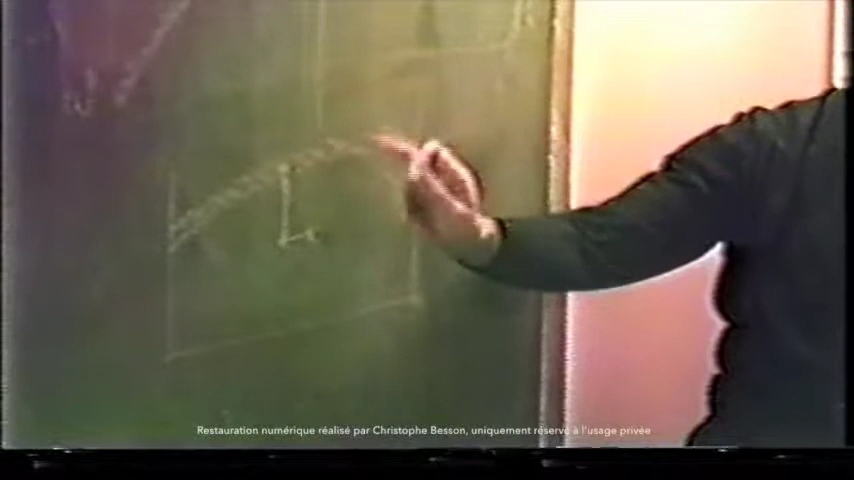 L
Restauration numérique réalisé par Christophe Besson, uniquement réservé à l'usage privée